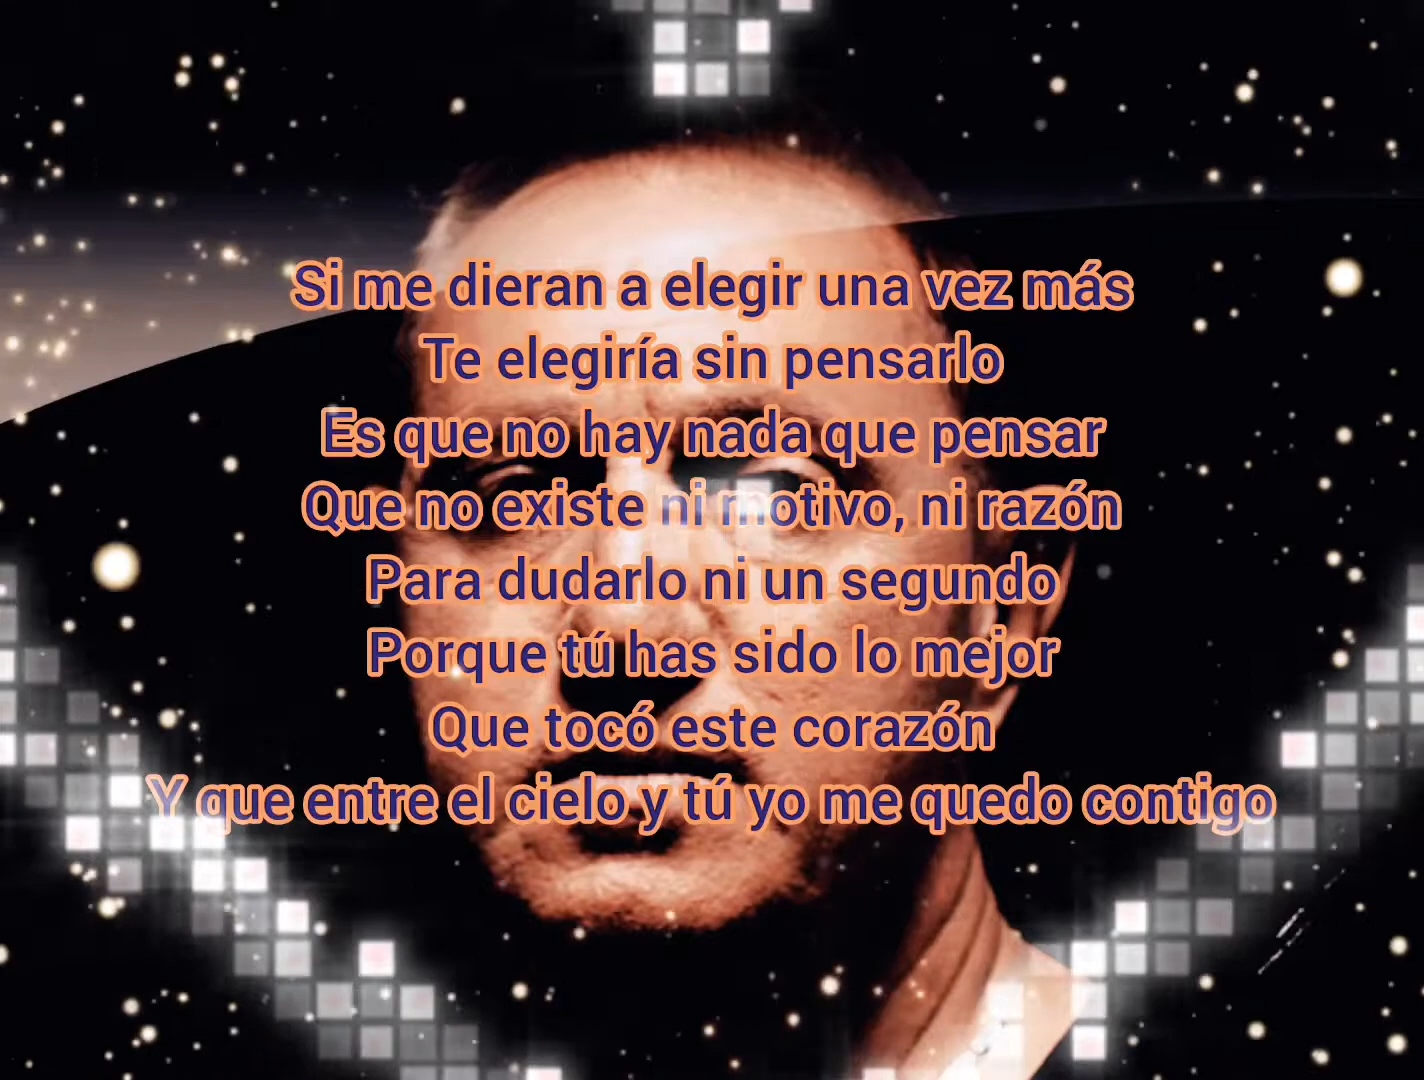 Si me dieran a elegir una vez más
Te elegiría sin pensarlo
Es que no hay nada que pensar
Que no existe ni motivo, ni razón
Para dudarlo ni un segundo
Porque tú has sido lo mejor
Que tocó este corazón
Y que entre el cielo y tú yo me quedo contigo